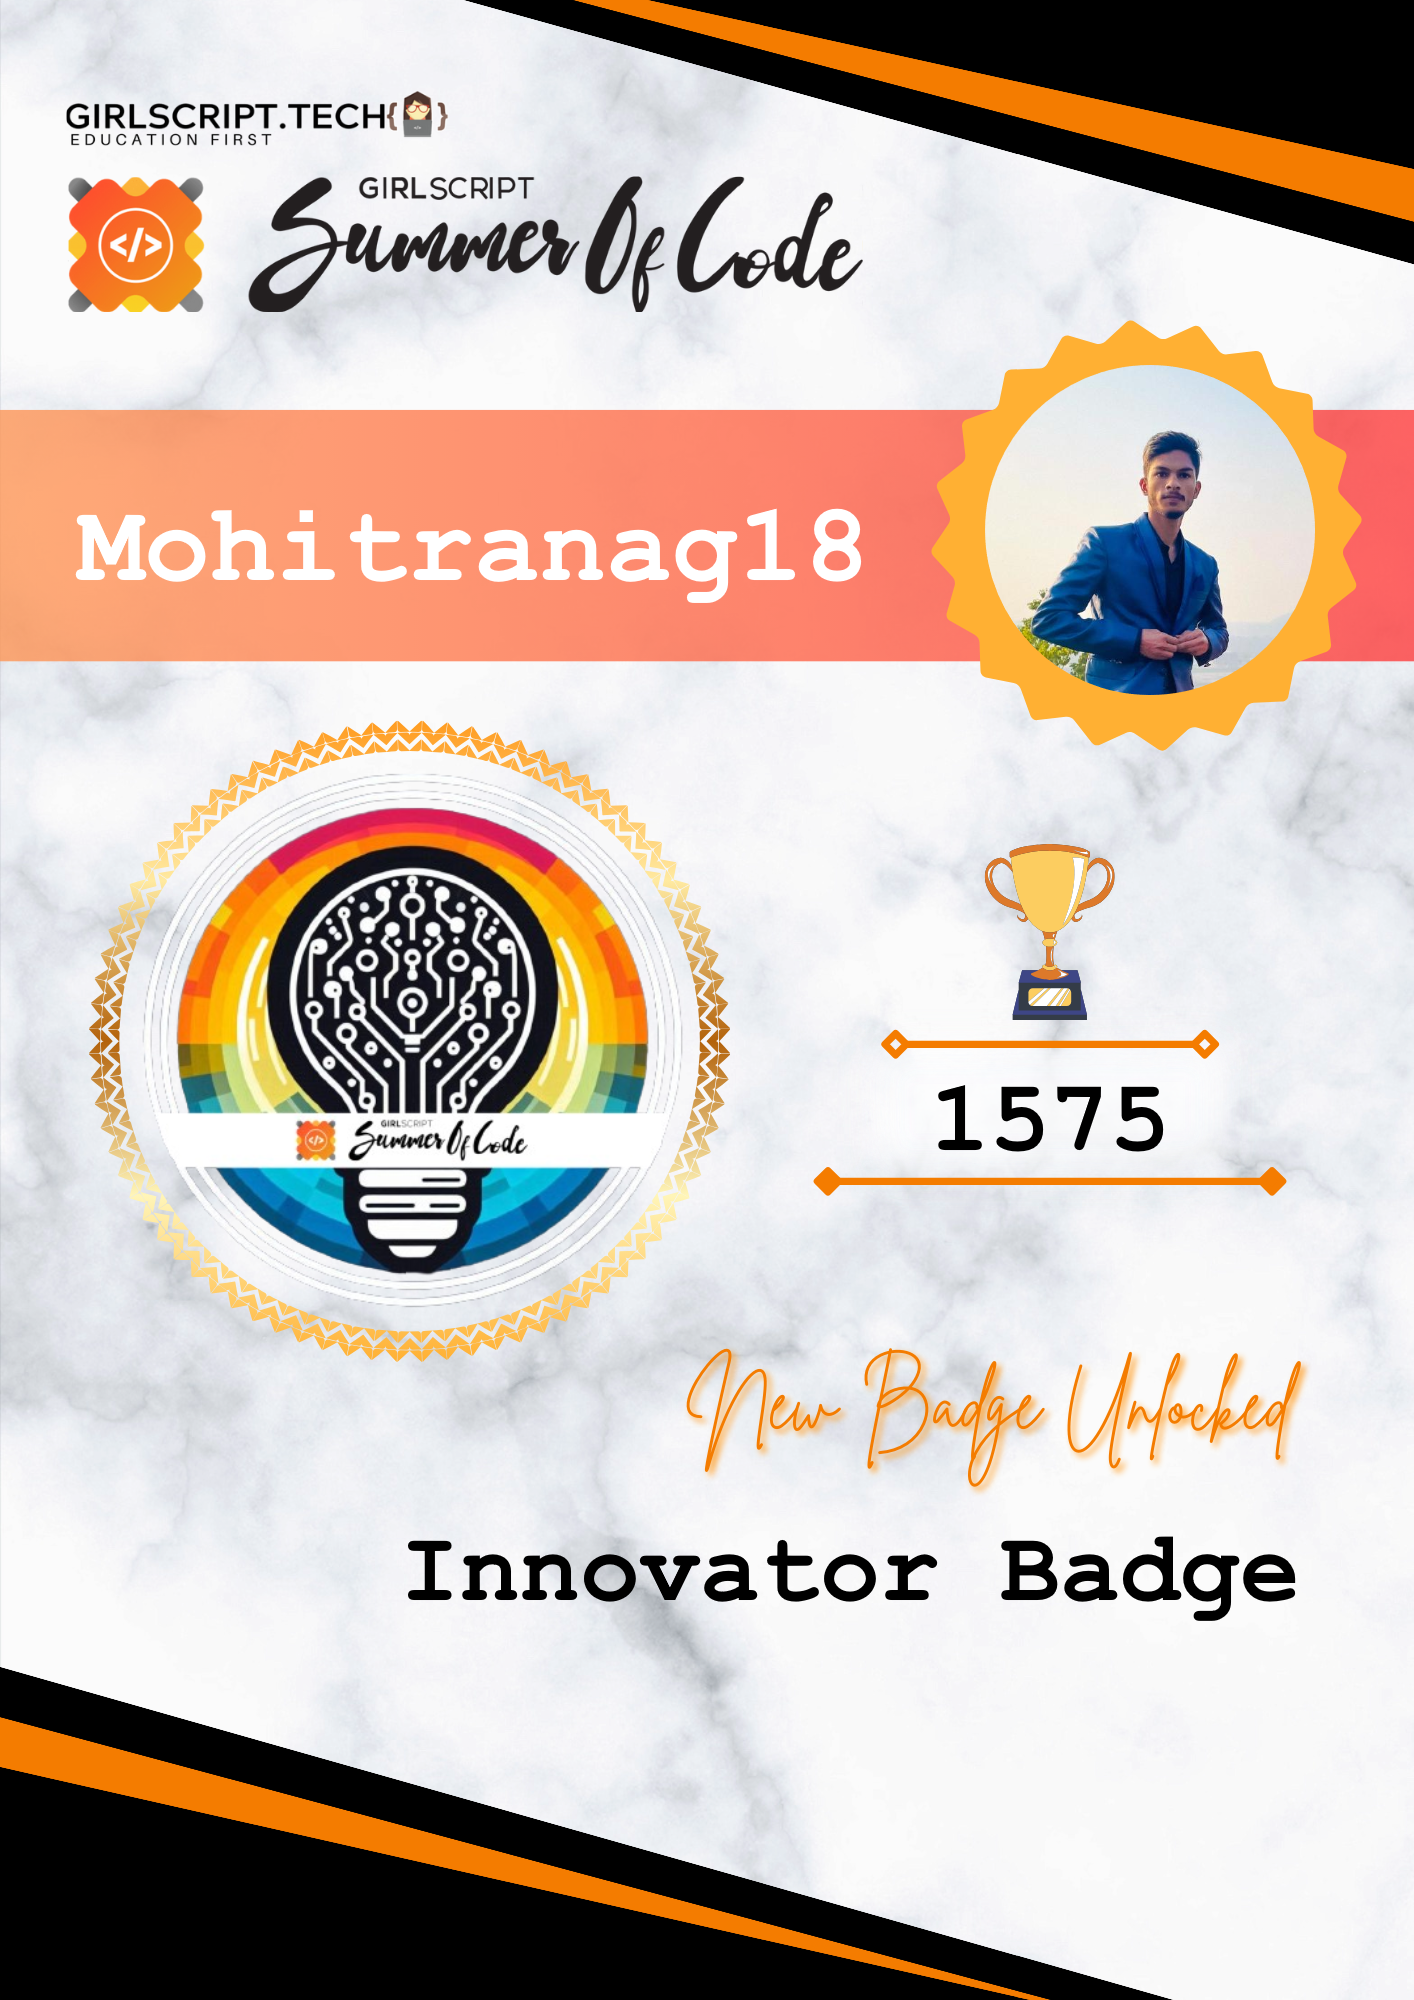 GIRLSCRIPT.TECH{ }
EDUCATION FIRST
GIRLSCRIPT
Summer Of Code
</>
Mohitranag18
1575
GIRLSCRIPT
</> Summer Of Code
New Badge Unlocked
Innovator Badge